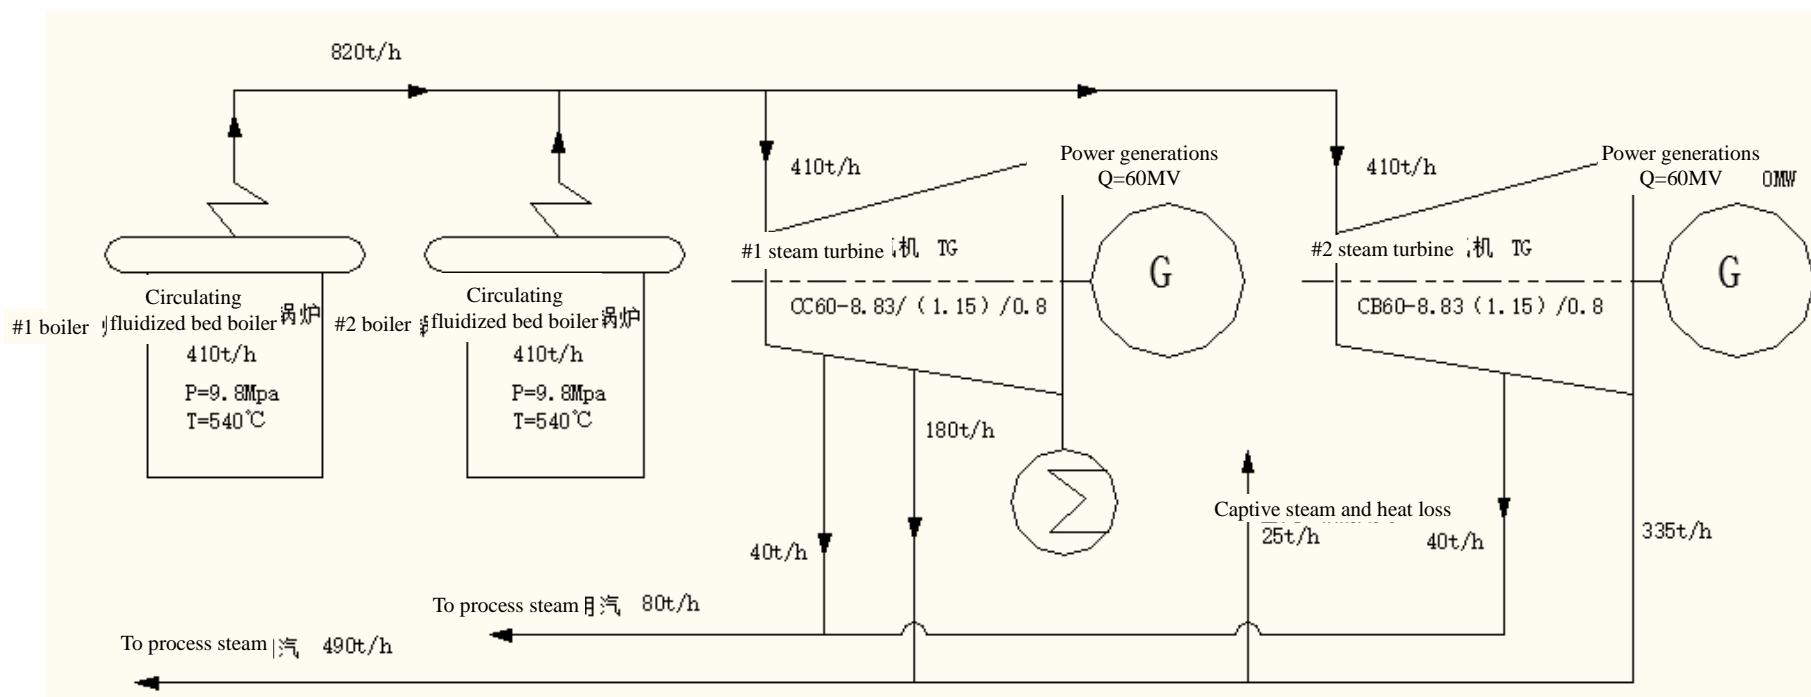 820t/h
Power generations
Q=60MV
410t/h
Power generations
Q=60MV
0MW
410t/h
#1 steam turbine 机 TG
#2 steam turbine 机 TG
G
G
CC60-8.83/（1.15）/0.8
CB60-8.83（1.15）/0.8
#1 boiler
Circulating
fluidized bed boiler 锅炉
410t/h
P=9.8Mpa
T=540℃
#2 boiler
Circulating
fluidized bed boiler 锅炉
410t/h
P=9.8Mpa
T=540℃
180t/h
Captive steam and heat loss
25t/h
40t/h
335t/h
40t/h
To process steam 汽 80t/h
To process steam 汽 490t/h